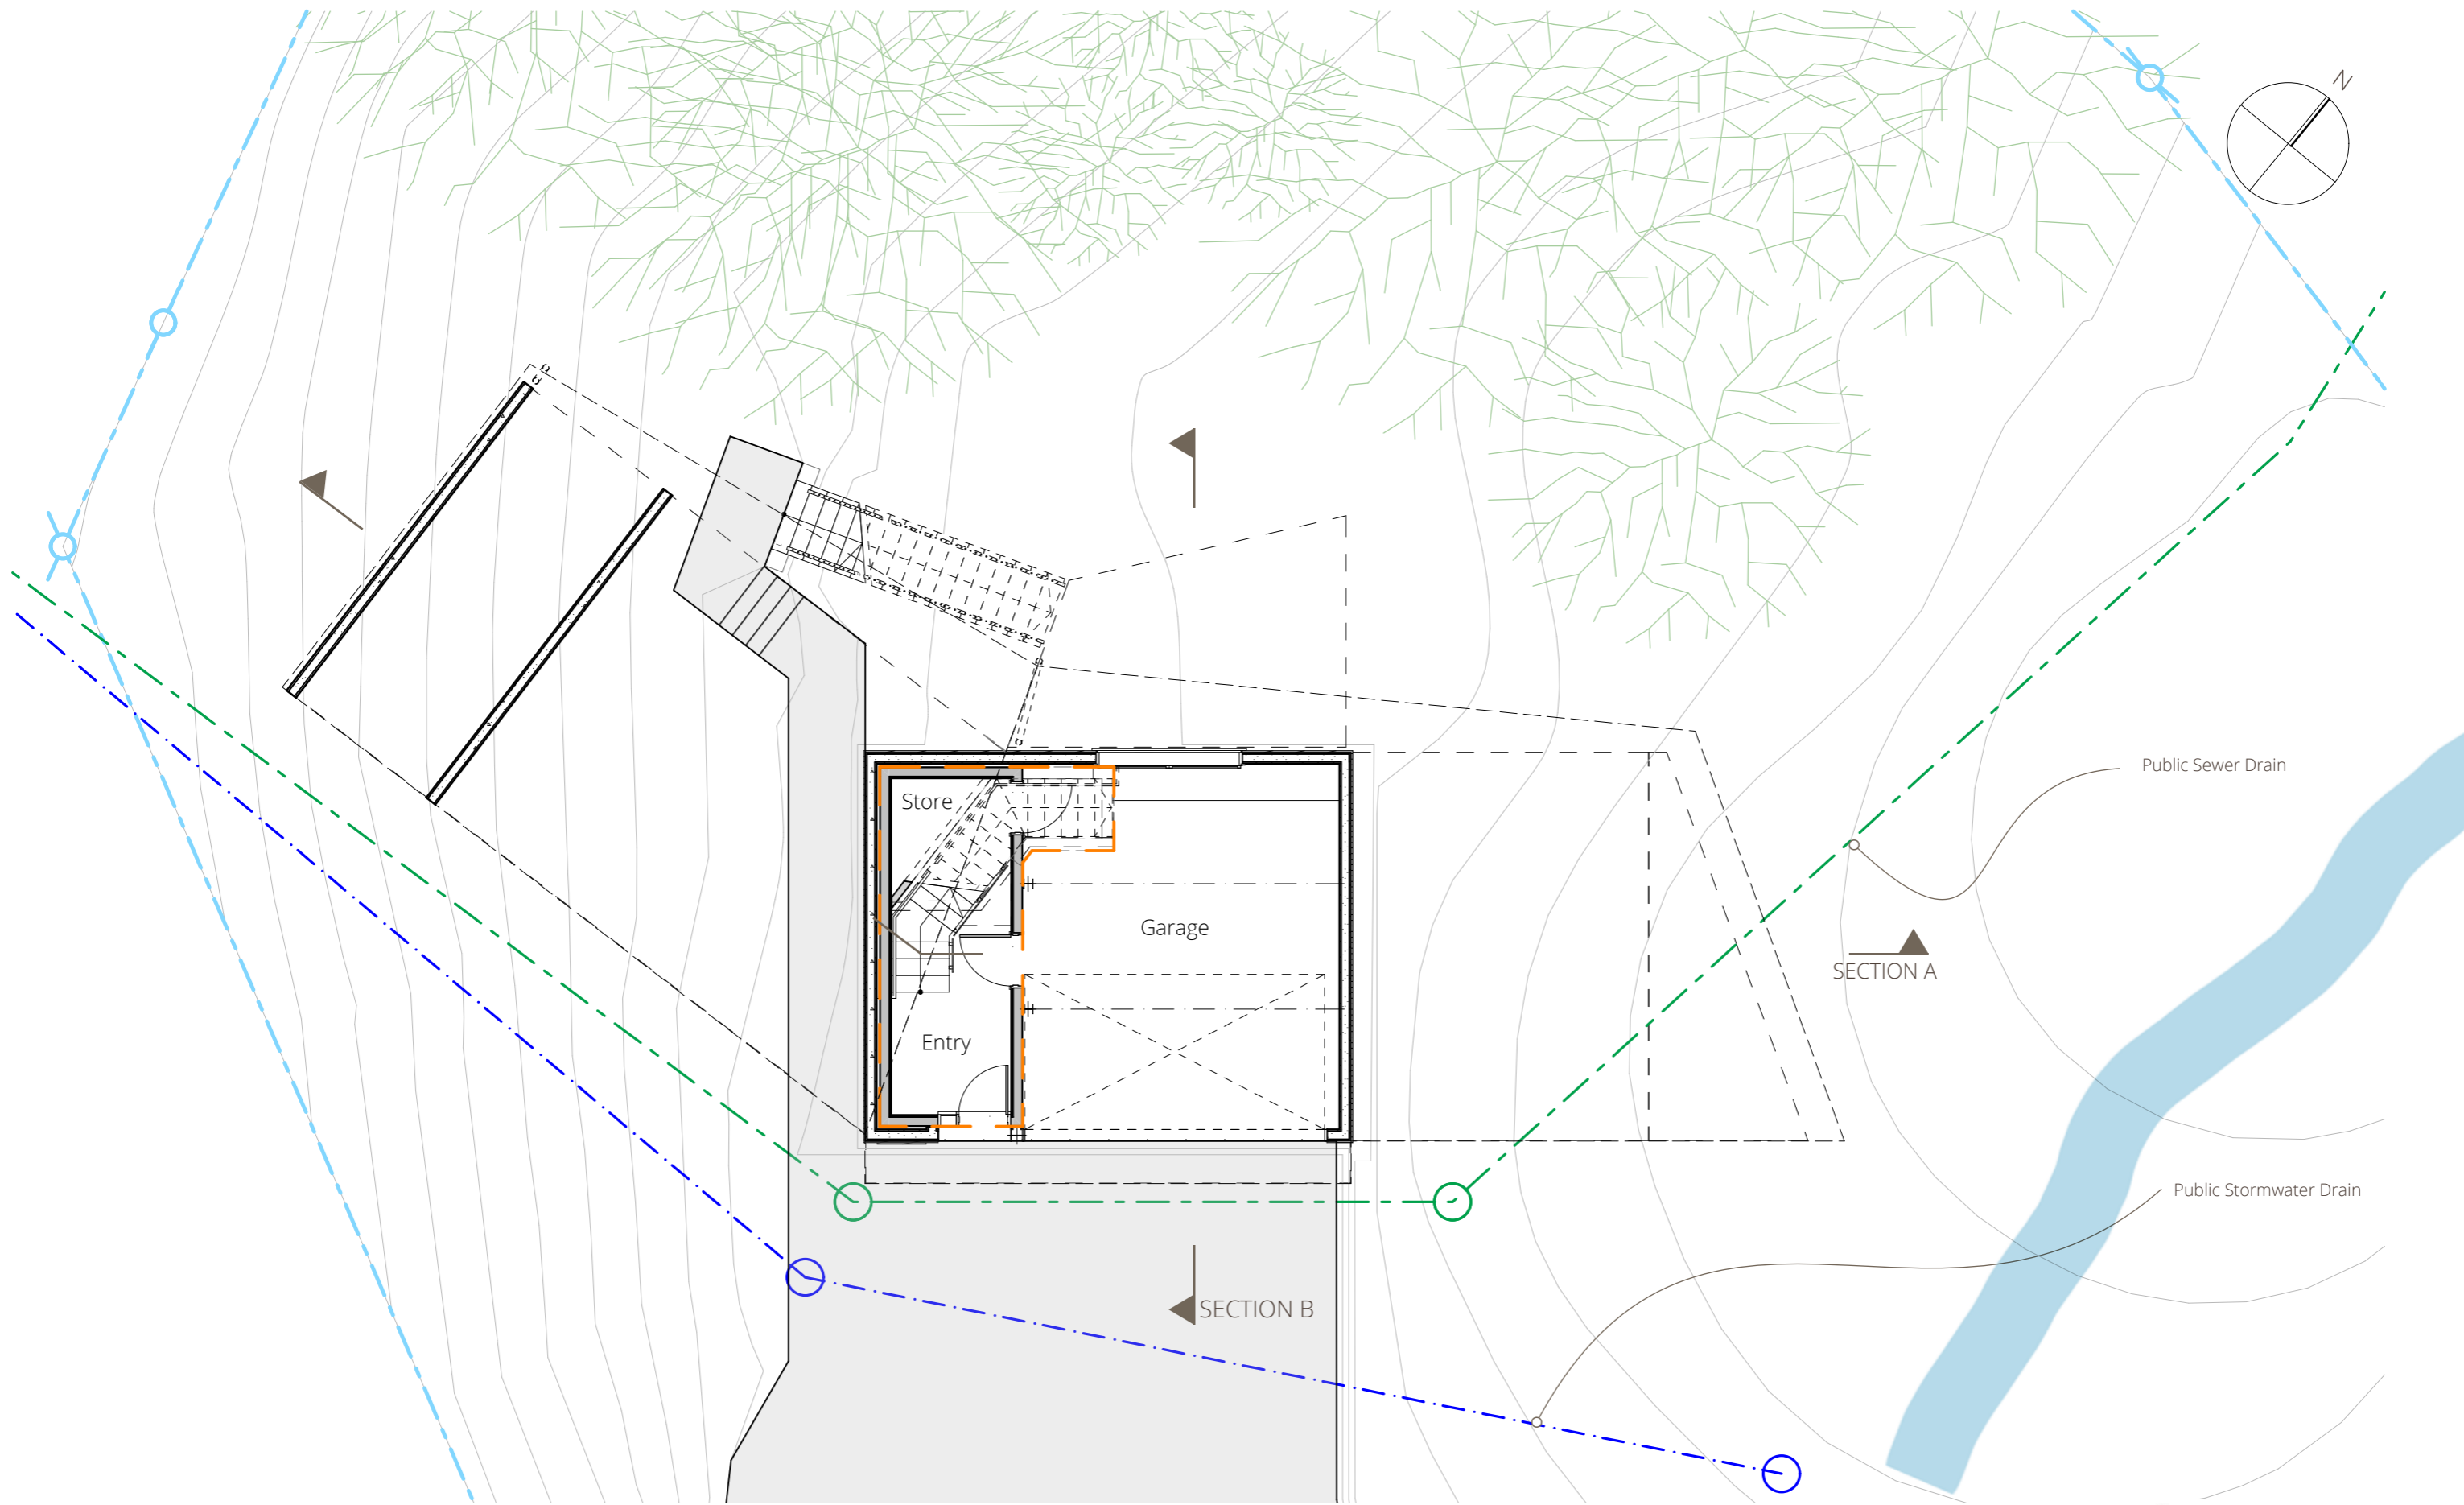 N
Public Sewer Drain
Store
Garage
SECTION A
Entry
Public Stormwater Drain
SECTION B